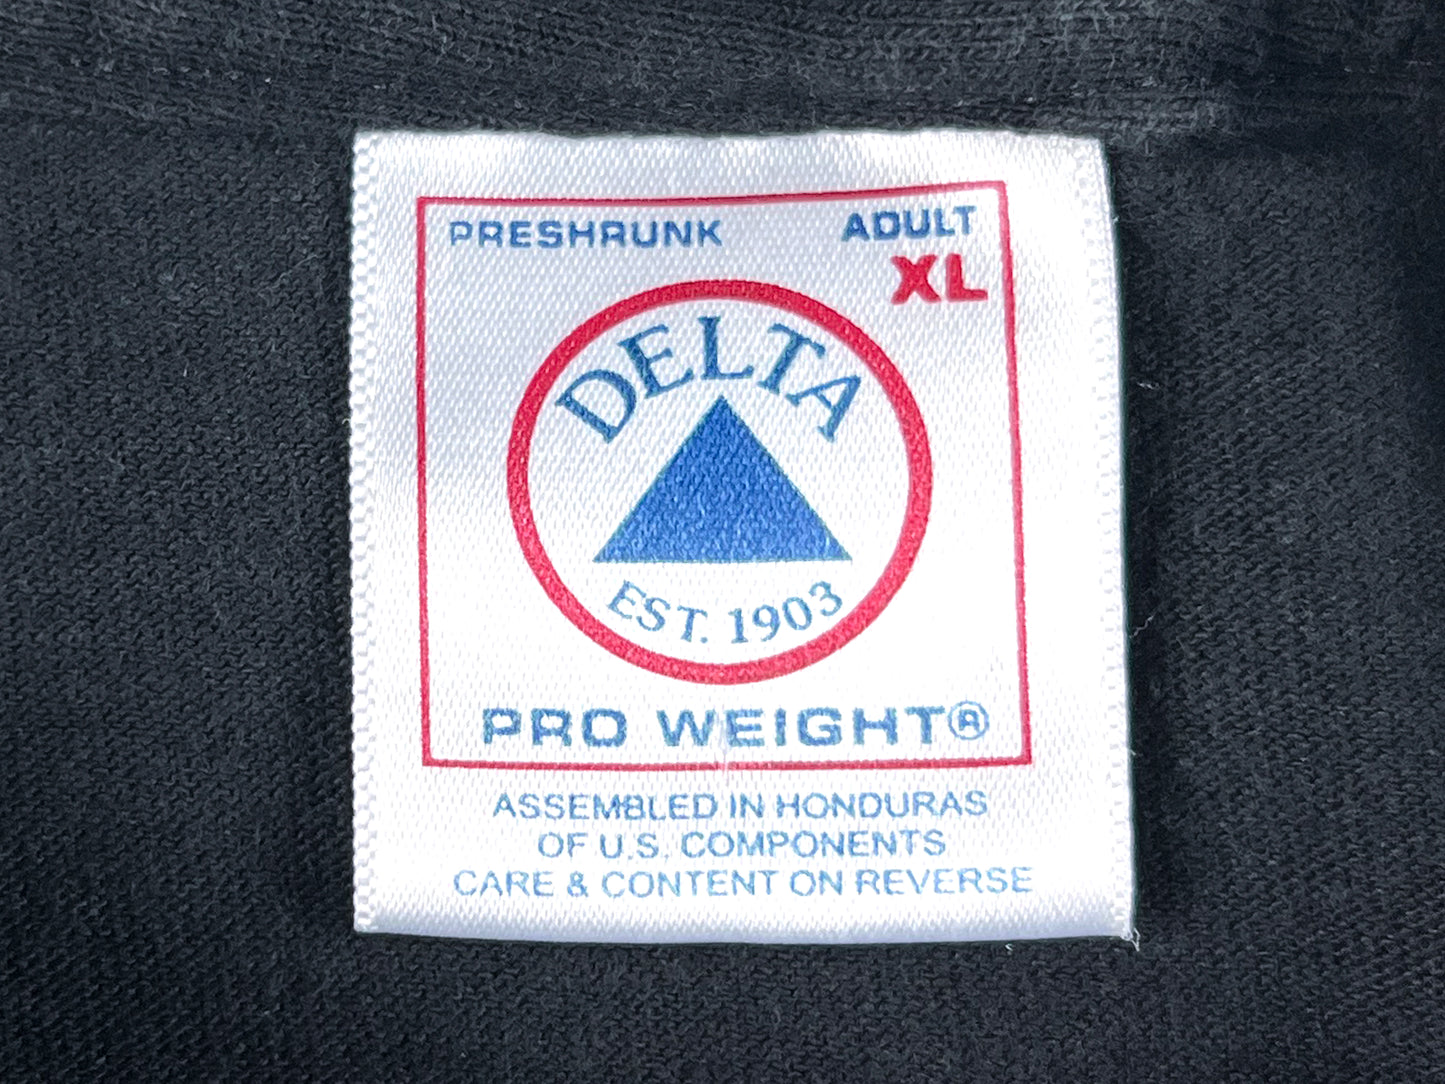 PRESHRUNK ADULT
XL
DELTA
EST. 1903
PRO WEIGHT®
ASSEMBLED IN HONDURAS
OF U.S. COMPONENTS
CARE & CONTENT ON REVERSE